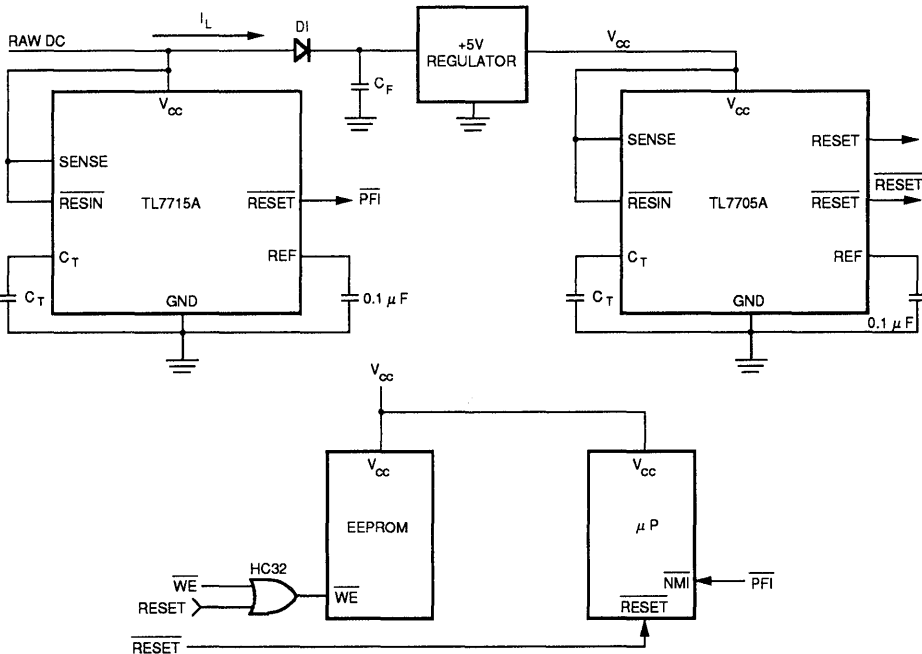 I_L
DI
RAW DC
C_F
+5V
REGULATOR
V_CC
V_CC
SENSE
RESIN
TL7715A
RESET
PFI
C_T
REF
C_T
GND
0.1 μF
V_CC
SENSE
RESET
RESET
RESIN
TL7705A
RESET
C_T
REF
C_T
GND
0.1 μF
V_CC
V_CC
EEPROM
V_CC
μP
HC32
WE
RESET
WE
NMI
PFI
RESET
RESET